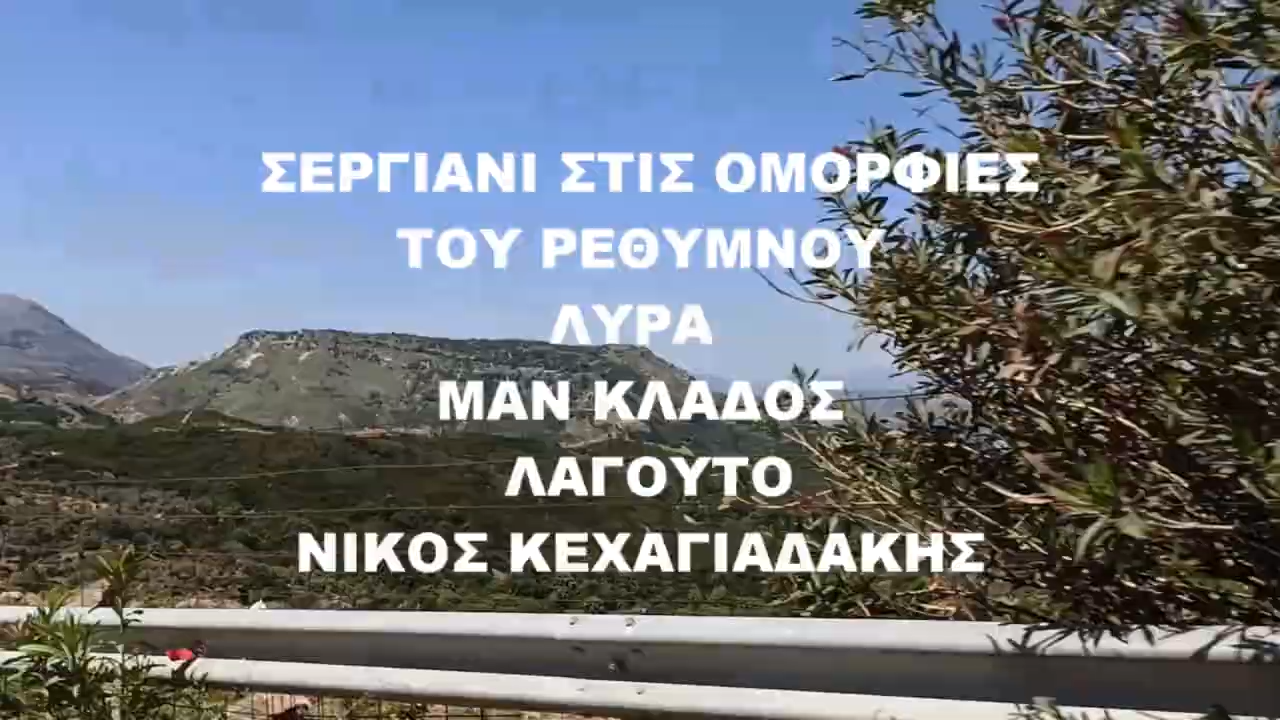 ΣΕΡΓΙΑΝΙ ΣΤΙΣ ΟΜΟΡΦΙΕΣ
ΤΟΥ ΡΕΘΥΜΝΟΥ
ΛΥΡΑ
ΜΑΝ ΚΛΑΔΟΣ
ΛΑΓΟΥΤΟ
ΝΙΚΟΣ ΚΕΧΑΓΙΑΔΑΚΗΣ